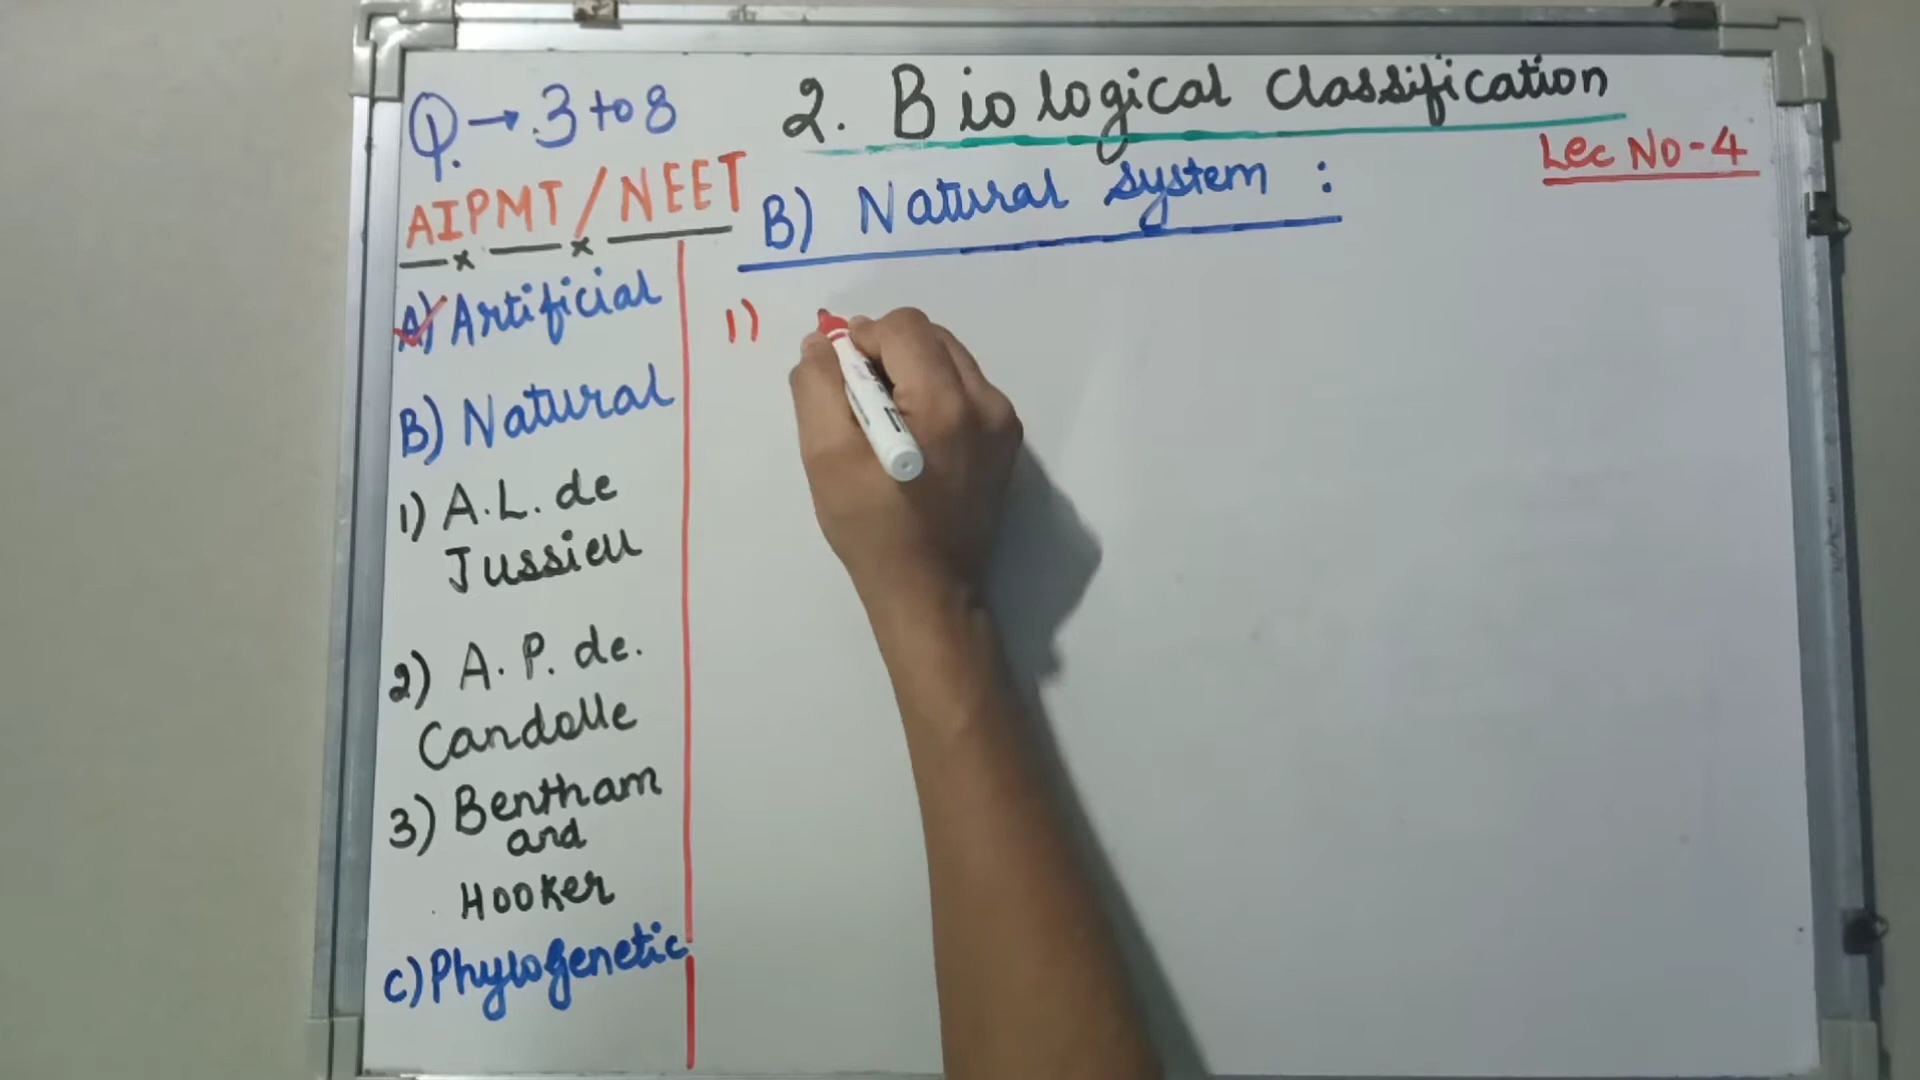 Q. → 3 to 8
2. Biological Classification
Lec No-4
AIPMT/NEET
B) Natural System :
A) Artificial
1)
B) Natural
1) A.L. de
Jussieu
2) A. P. de.
Candolle
3) Bentham
and
Hooker
C) Phylogenetic